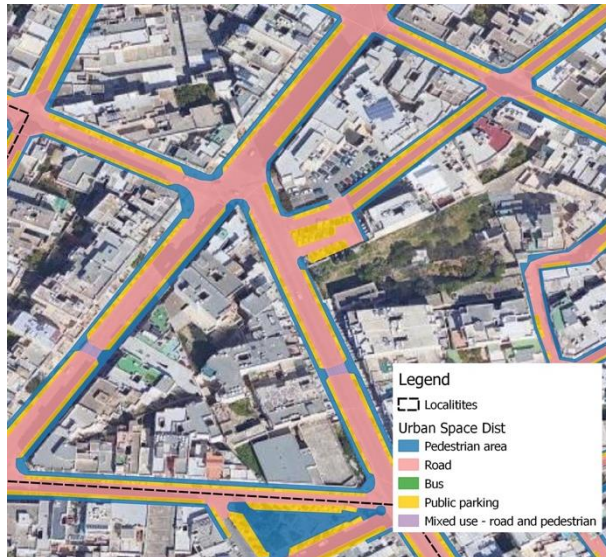 Legend
Localitites
Urban Space Dist
Pedestrian area
Road
Bus
Public parking
Mixed use - road and pedestrian